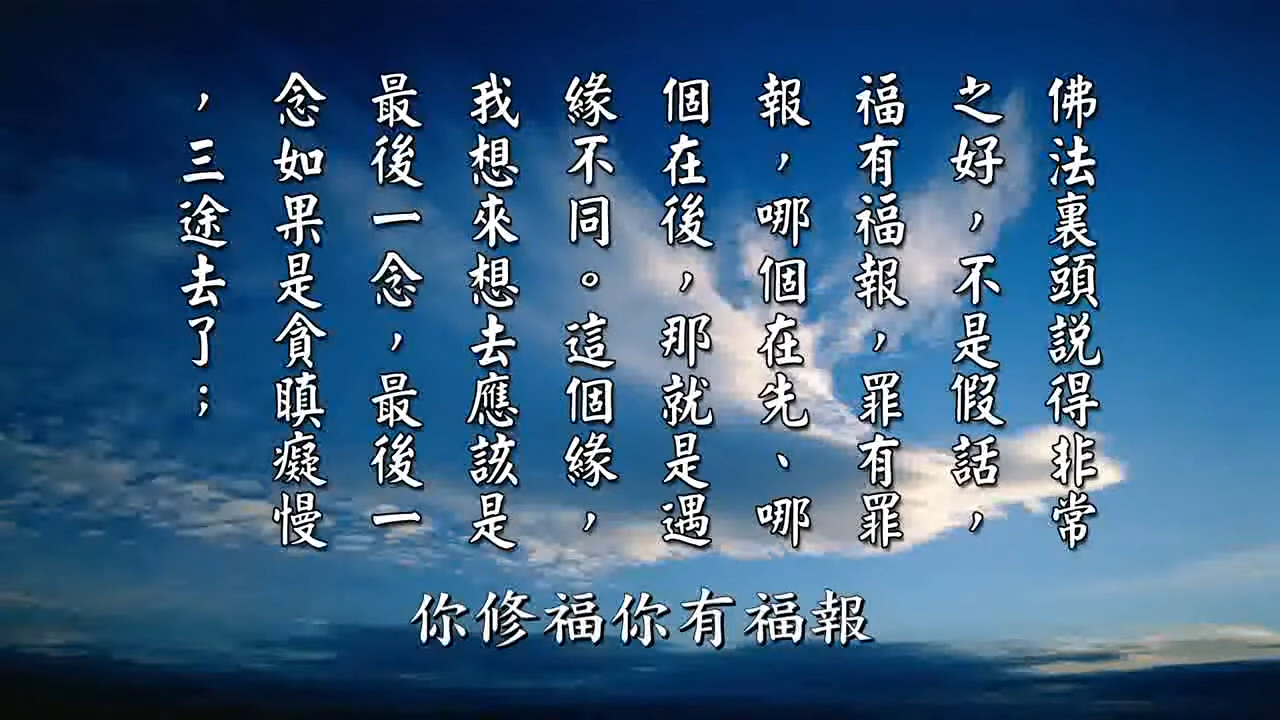 佛法裏頭說得非常
之好，不是假話，
福有福報，罪有罪
報，哪個在先、哪
個在後，那就是遇
緣不同。這個緣，
我想來想去應該是
最後一念，最後一
念如果是貪瞋癡慢
，三途去了；
你修福你有福報